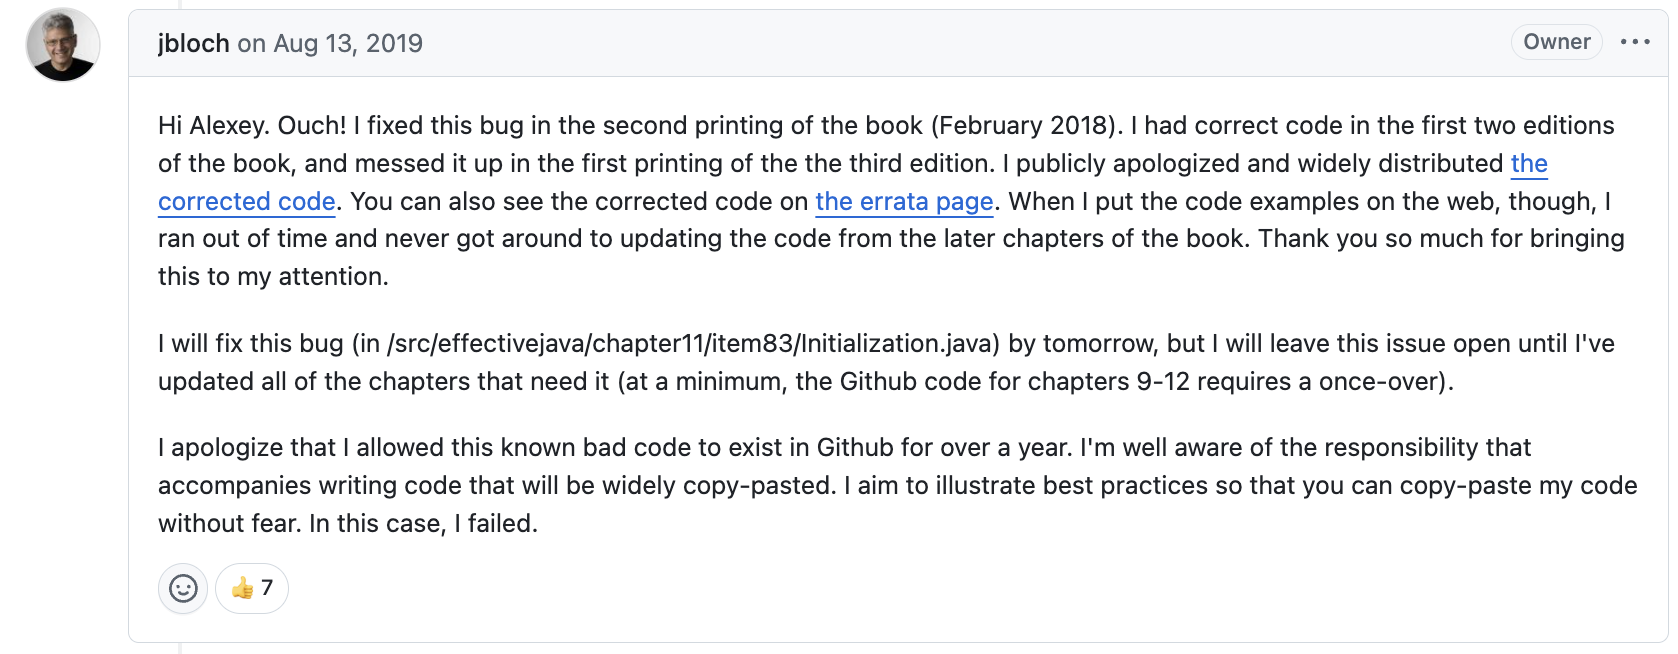 jbloch on Aug 13, 2019
Owner
Hi Alexey. Ouch! I fixed this bug in the second printing of the book (February 2018). I had correct code in the first two editions
of the book, and messed it up in the first printing of the the third edition. I publicly apologized and widely distributed the
corrected code. You can also see the corrected code on the errata page. When I put the code examples on the web, though, I
ran out of time and never got around to updating the code from the later chapters of the book. Thank you so much for bringing
this to my attention.
I will fix this bug (in /src/effectivejava/chapter11/item83/Initialization.java) by tomorrow, but I will leave this issue open until I've
updated all of the chapters that need it (at a minimum, the Github code for chapters 9-12 requires a once-over).
I apologize that I allowed this known bad code to exist in Github for over a year. I'm well aware of the responsibility that
accompanies writing code that will be widely copy-pasted. I aim to illustrate best practices so that you can copy-paste my code
without fear. In this case, I failed.
👍 7